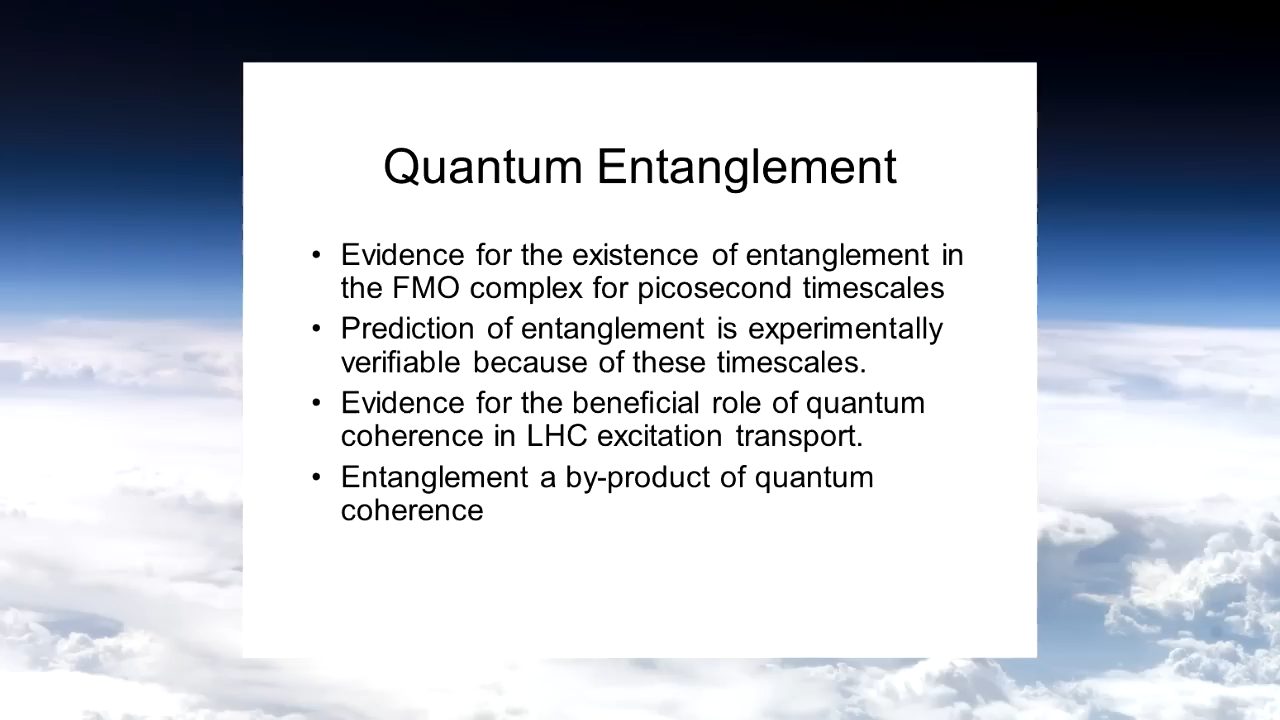 Quantum Entanglement
• Evidence for the existence of entanglement in
the FMO complex for picosecond timescales
• Prediction of entanglement is experimentally
verifiable because of these timescales.
• Evidence for the beneficial role of quantum
coherence in LHC excitation transport.
• Entanglement a by-product of quantum
coherence